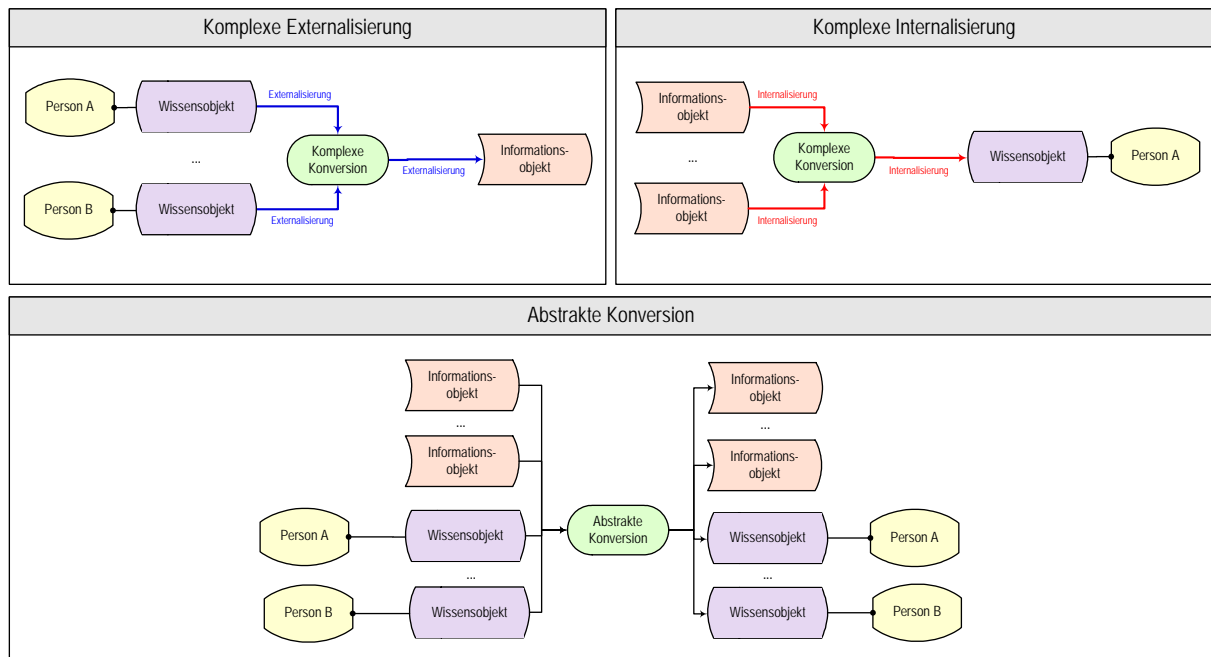 Komplexe Externalisierung
Person A
Wissensobjekt
Externalisierung
...
Komplexe
Konversion
Externalisierung
Informations-
objekt
Person B
Wissensobjekt
Externalisierung
Komplexe Internalisierung
Informations-
objekt
Internalisierung
...
Komplexe
Konversion
Internalisierung
Wissensobjekt
Person A
Informations-
objekt
Internalisierung
Abstrakte Konversion
Informations-
objekt
...
Informations-
objekt
Person A
Wissensobjekt
...
Person B
Wissensobjekt
Abstrakte
Konversion
Informations-
objekt
...
Informations-
objekt
Wissensobjekt
Person A
...
Wissensobjekt
Person B